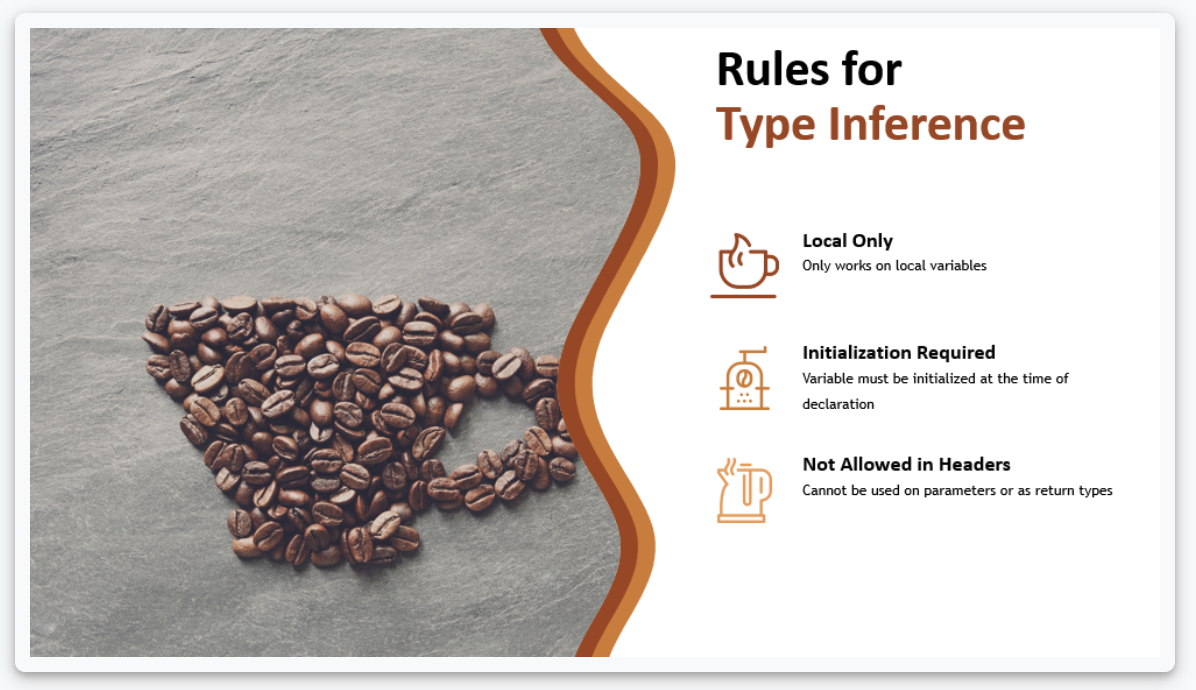 Rules for
Type Inference
Local Only
Only works on local variables
Initialization Required
Variable must be initialized at the time of
declaration
Not Allowed in Headers
Cannot be used on parameters or as return types